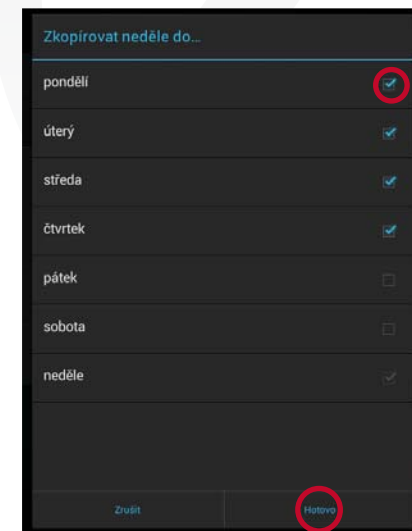 Zkopírovat neděle do...
pondělí
úterý
středa
čtvrtek
pátek
sobota
neděle
Zrušit
Hotovo